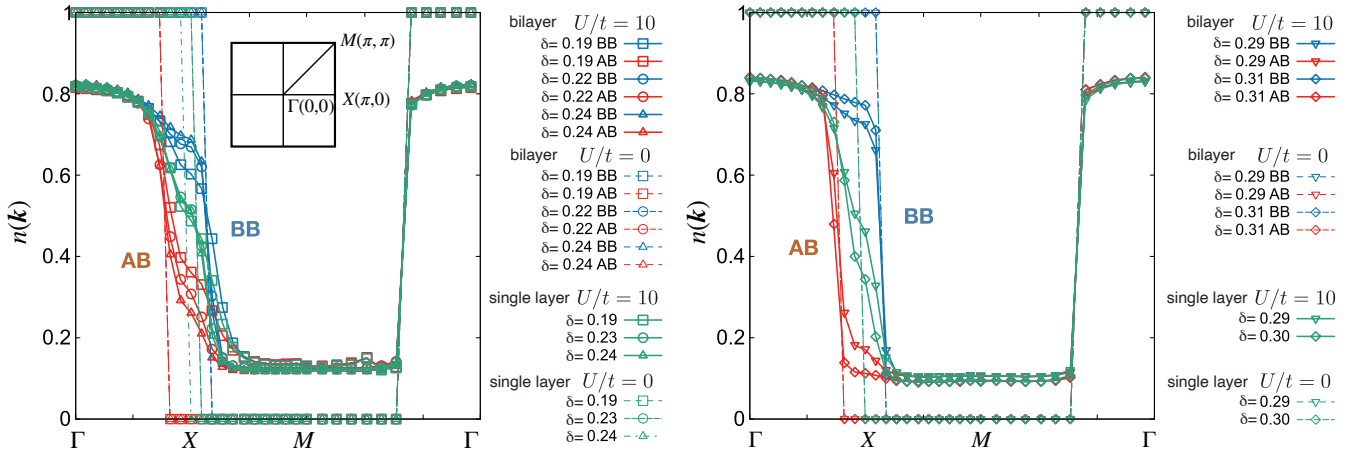 n(k)
1
0.8
0.6
0.4
0.2
0
Γ
X
M
Γ
AB
BB
M(π, π)
X(π,0)
Γ(0,0)
bilayer U/t = 10
δ= 0.19 BB
δ= 0.19 AB
δ= 0.22 BB
δ= 0.22 AB
δ= 0.24 BB
δ= 0.24 AB
bilayer U/t = 0
δ= 0.19 BB
δ= 0.19 AB
δ= 0.22 BB
δ= 0.22 AB
δ= 0.24 BB
δ= 0.24 AB
single layer U/t = 10
δ= 0.19
δ= 0.23
δ= 0.24
single layer U/t = 0
δ= 0.19
δ= 0.23
δ= 0.24
n(k)
1
0.8
0.6
0.4
0.2
0
Γ
X
M
Γ
AB
BB
bilayer U/t = 10
δ= 0.29 BB
δ= 0.29 AB
δ= 0.31 BB
δ= 0.31 AB
bilayer U/t = 0
δ= 0.29 BB
δ= 0.29 AB
δ= 0.31 BB
δ= 0.31 AB
single layer U/t = 10
δ= 0.29
δ= 0.30
single layer U/t = 0
δ= 0.29
δ= 0.30